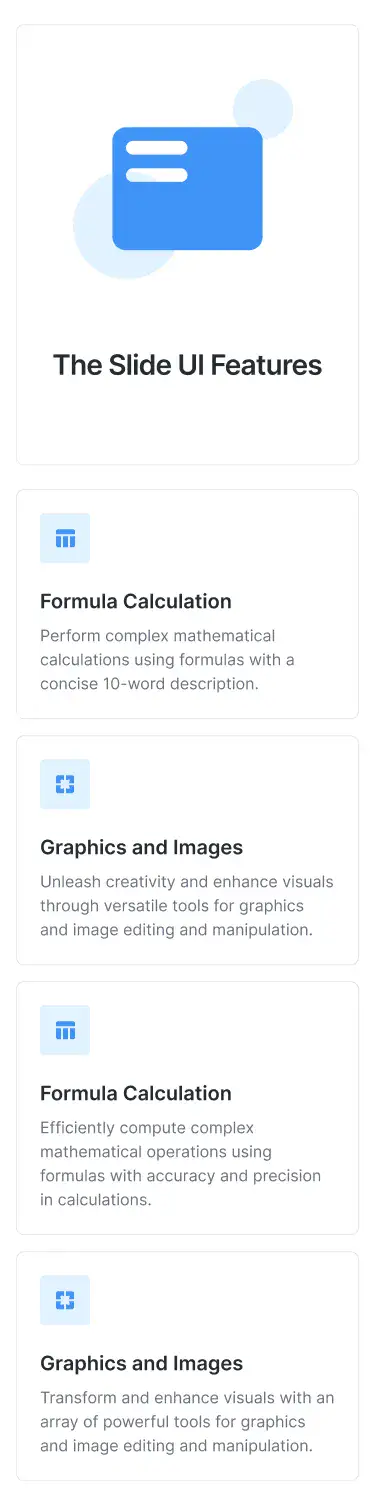 The Slide UI Features
Formula Calculation
Perform complex mathematical
calculations using formulas with a
concise 10-word description.
Graphics and Images
Unleash creativity and enhance visuals
through versatile tools for graphics
and image editing and manipulation.
Formula Calculation
Efficiently compute complex
mathematical operations using
formulas with accuracy and precision
in calculations.
Graphics and Images
Transform and enhance visuals with an
array of powerful tools for graphics
and image editing and manipulation.